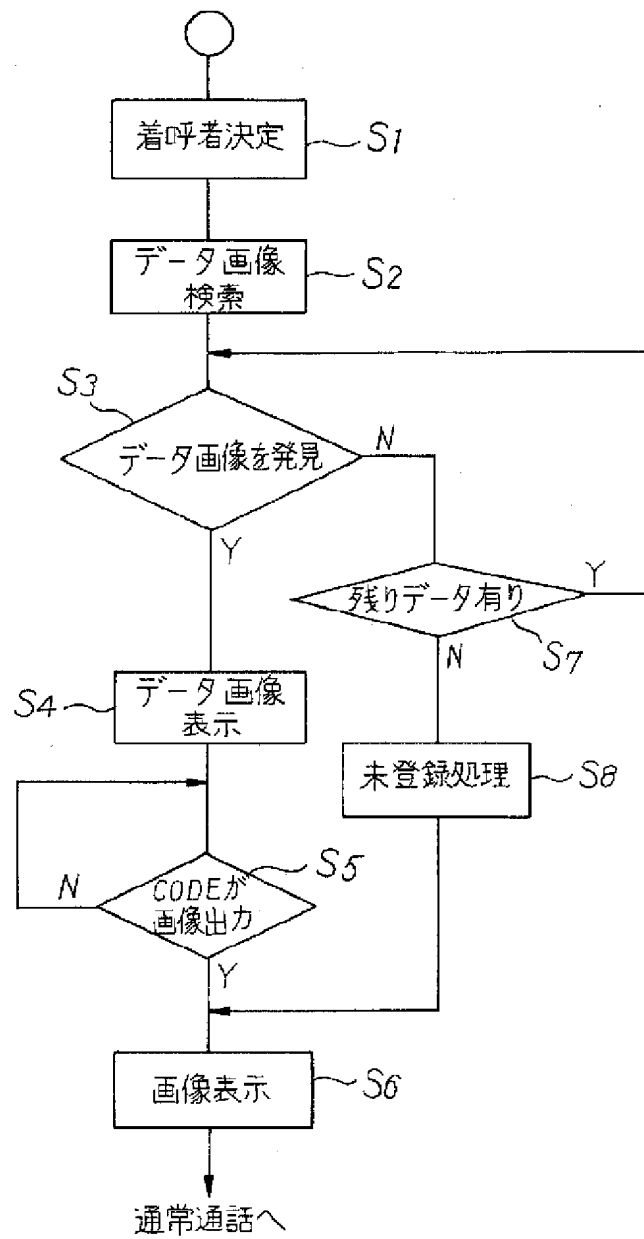 着呼者決定
S1
データ画像
検索
S2
S3
データ画像を発見
N
Y
残りデータ有り
Y
S7
N
S4
データ画像
表示
未登録処理
S8
S5
CODEが
画像出力
N
Y
画像表示
S6
通常通話へ